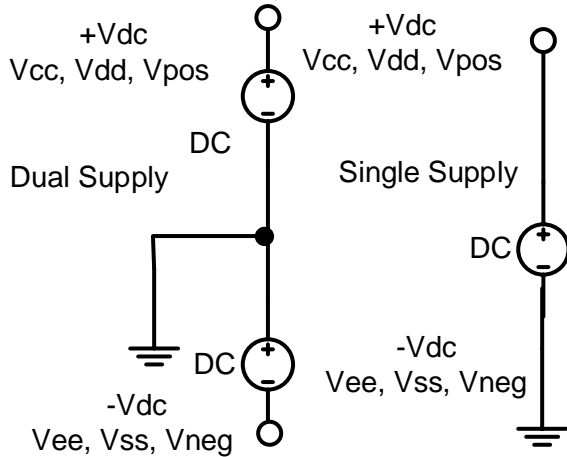 +Vdc
Vcc, Vdd, Vpos
DC
Dual Supply
DC
-Vdc
Vee, Vss, Vneg
+Vdc
Vcc, Vdd, Vpos
Single Supply
DC
-Vdc
Vee, Vss, Vneg